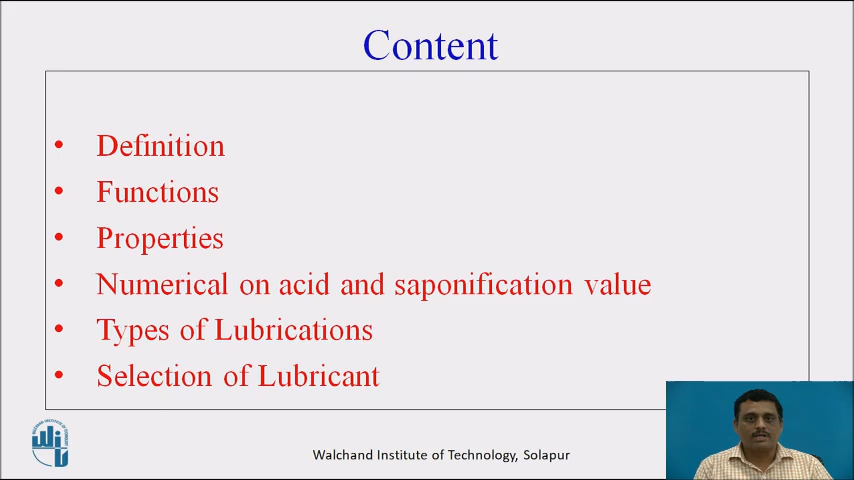 Content
• Definition
• Functions
• Properties
• Numerical on acid and saponification value
• Types of Lubrications
• Selection of Lubricant
Walchand Institute of Technology, Solapur